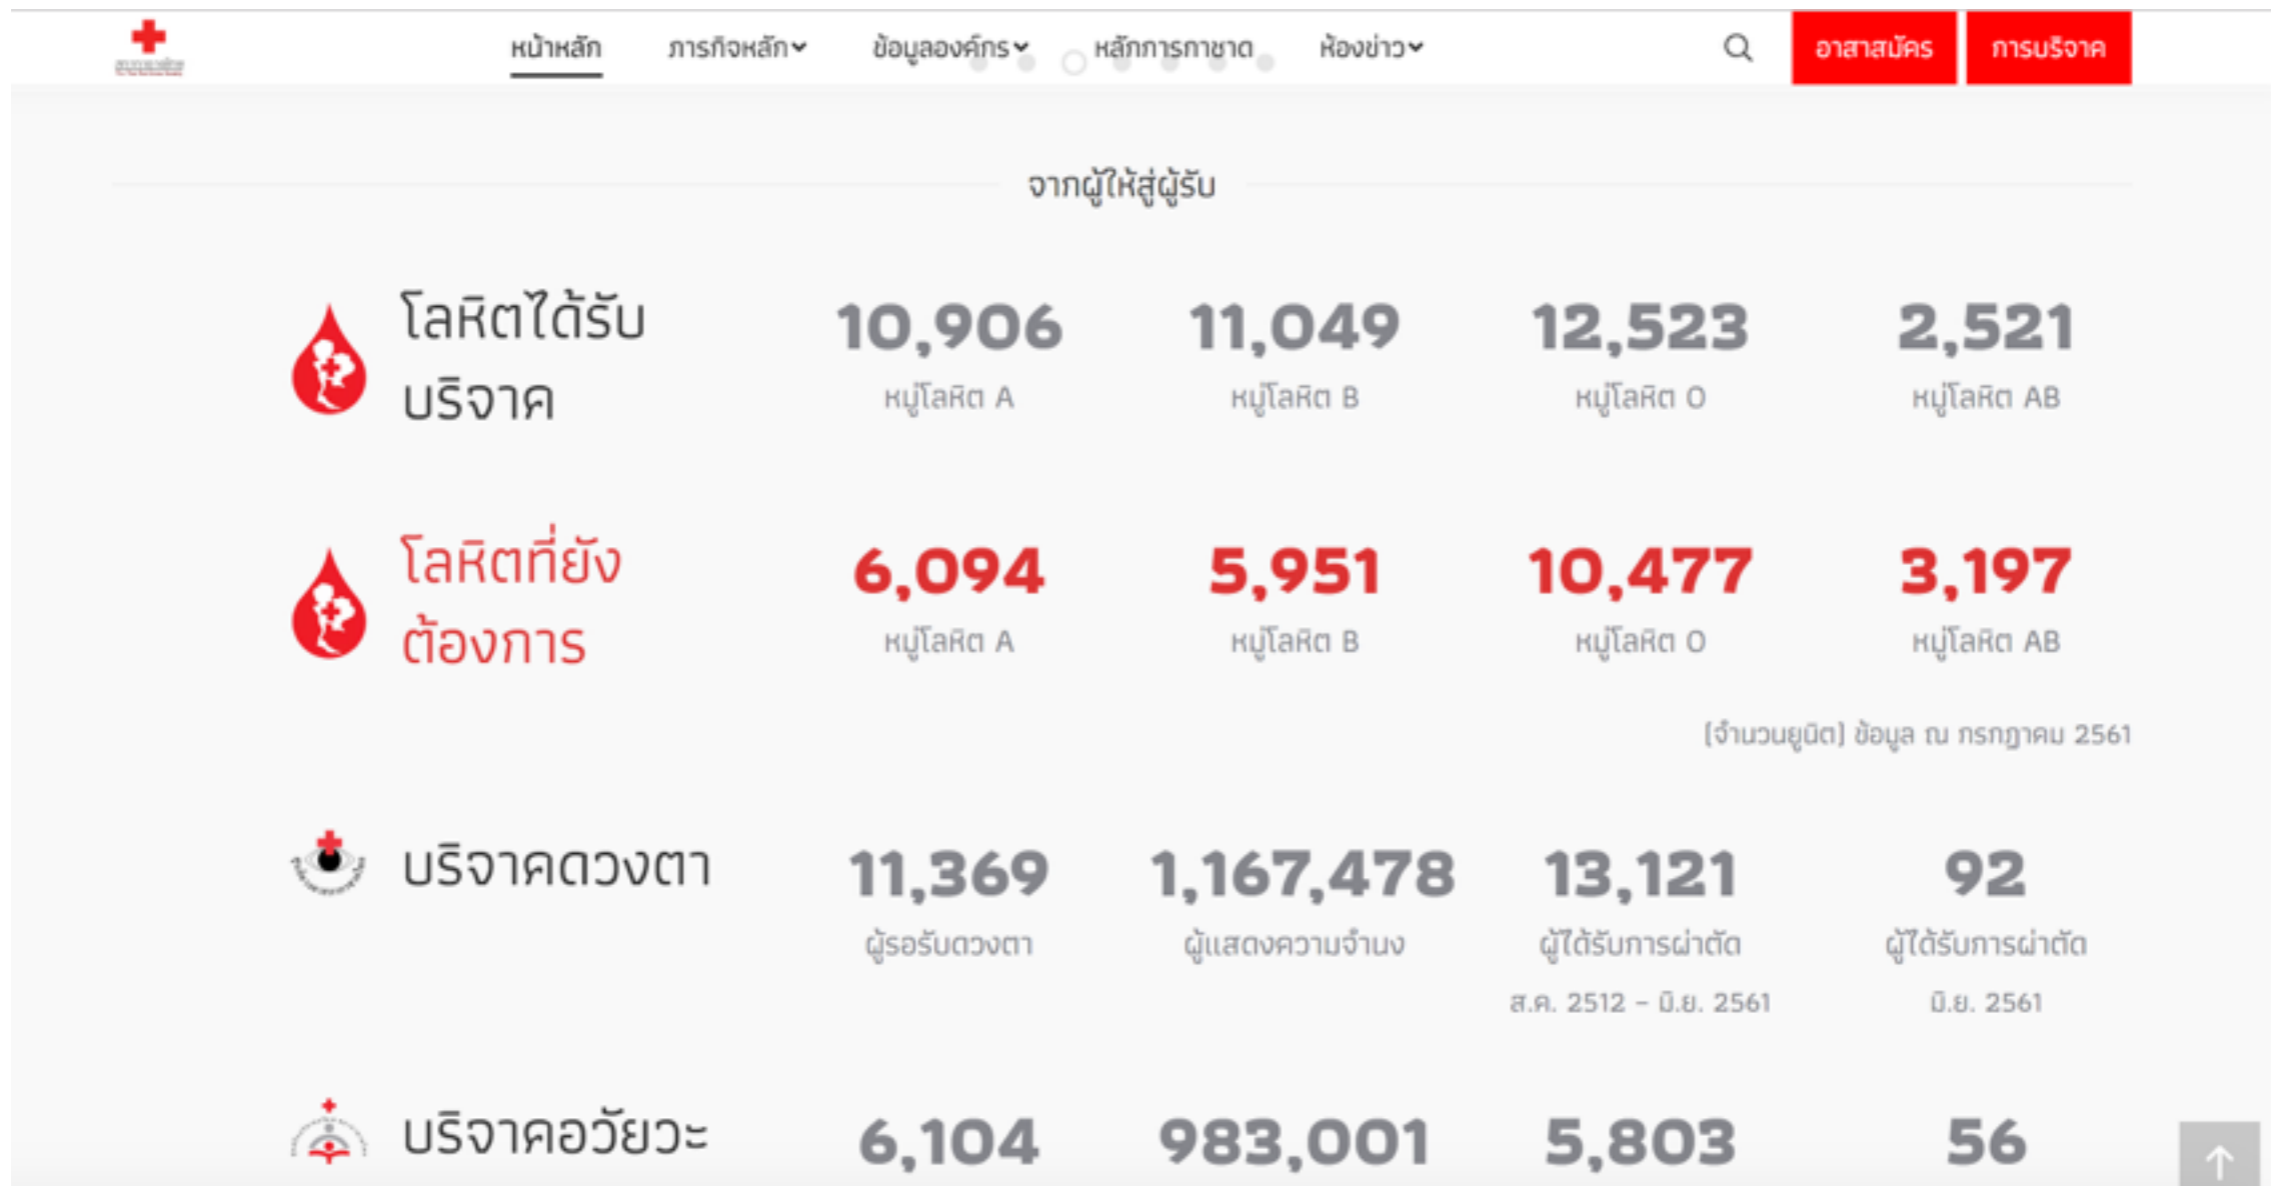 หน้าหลัก ภารกิจหลัก ข้อมูลองค์กร หลักการกาชาด ห้องข่าว อาสาสมัคร การบริจาค
จากผู้ให้สู่ผู้รับ
โลหิตได้รับ
บริจาค
10,906 11,049 12,523 2,521
หมู่โลหิต A หมู่โลหิต B หมู่โลหิต O หมู่โลหิต AB
โลหิตที่ยัง
ต้องการ
6,094 5,951 10,477 3,197
หมู่โลหิต A หมู่โลหิต B หมู่โลหิต O หมู่โลหิต AB
(จำนวนยูนิต) ข้อมูล ณ กรกฎาคม 2561
บริจาคดวงตา 11,369 1,167,478 13,121 92
ผู้รอรับดวงตา ผู้แสดงความจำนง ผู้ได้รับการผ่าตัด ผู้ได้รับการผ่าตัด
ส.ค. 2512 – มิ.ย. 2561 มิ.ย. 2561
บริจาคอวัยวะ 6,104 983,001 5,803 56